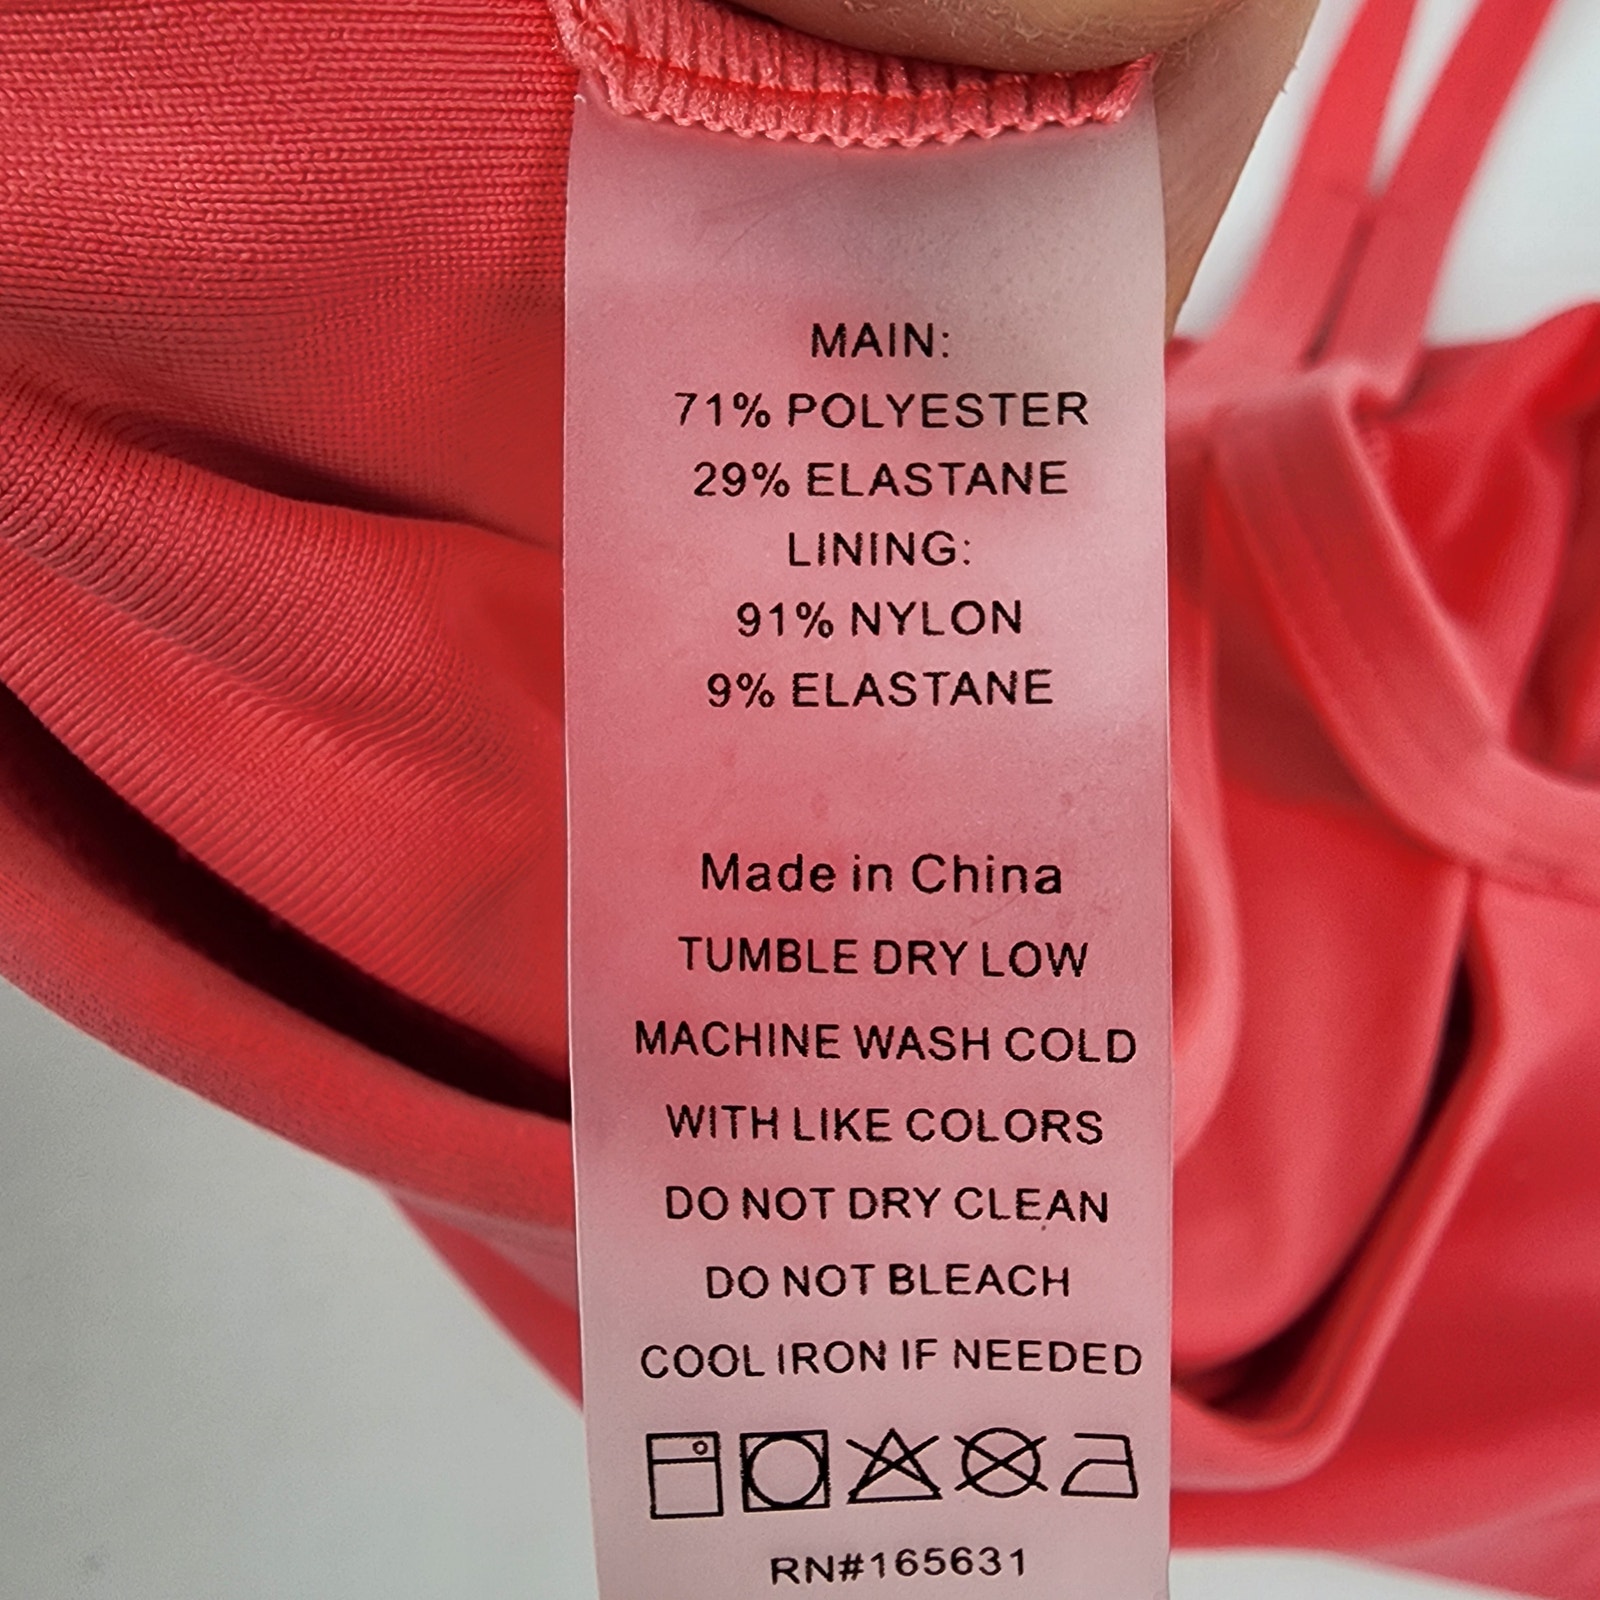 MAIN:
71% POLYESTER
29% ELASTANE
LINING:
91% NYLON
9% ELASTANE
Made in China
TUMBLE DRY LOW
MACHINE WASH COLD
WITH LIKE COLORS
DO NOT DRY CLEAN
DO NOT BLEACH
COOL IRON IF NEEDED
RN#165631